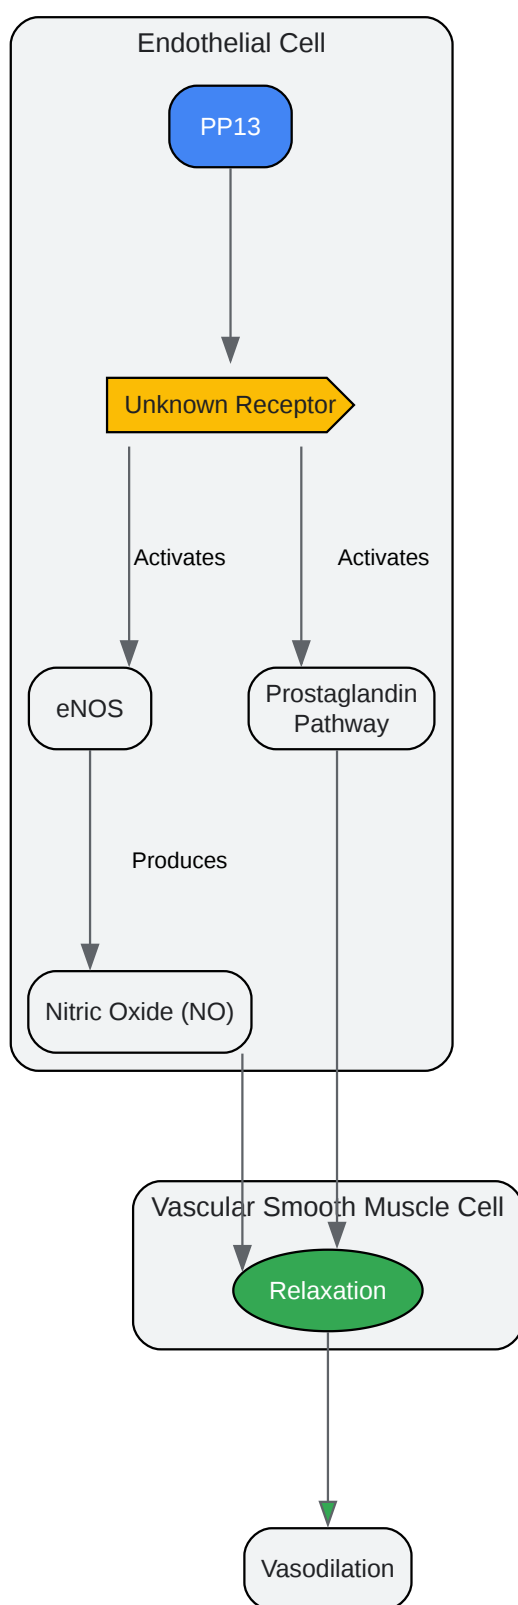 Endothelial Cell
PP13
Unknown Receptor
Activates
Activates
eNOS
Prostaglandin
Pathway
Produces
Nitric Oxide (NO)
Vascular Smooth Muscle Cell
Relaxation
Vasodilation